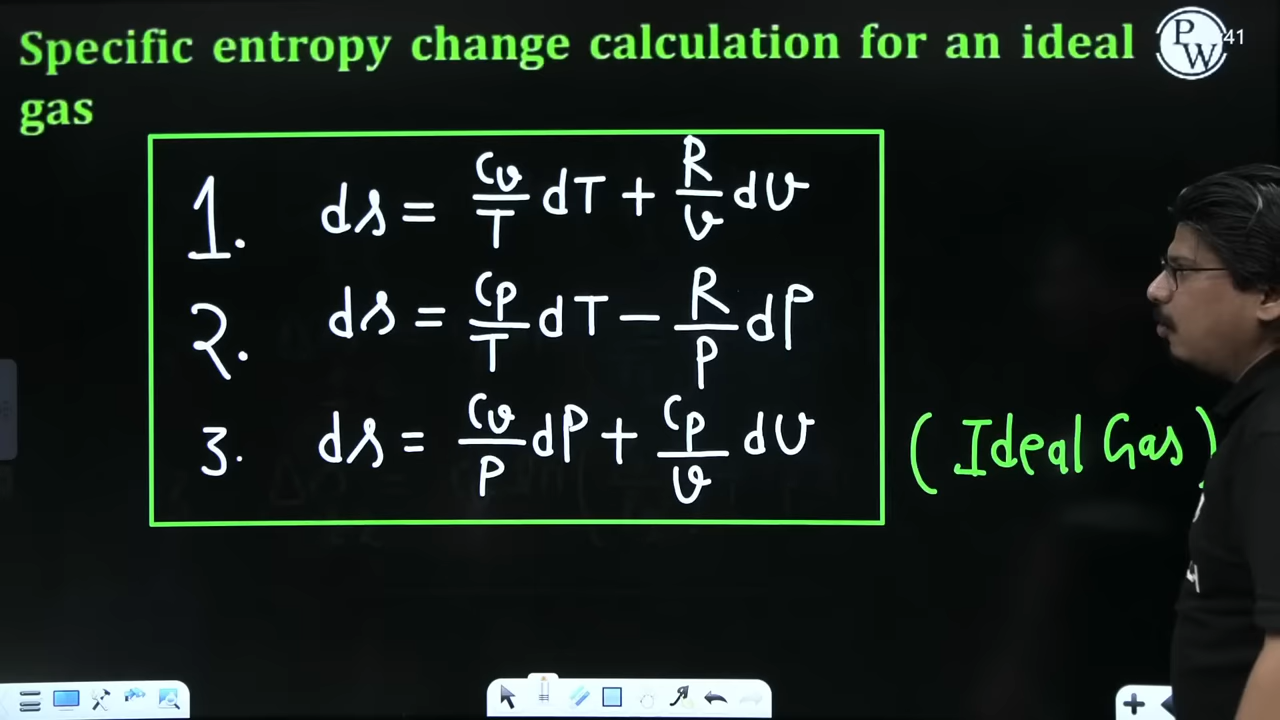 Specific entropy change calculation for an ideal
gas
PW 41
1. ds = Cv/T dT + R/v dv
2. ds = Cp/T dT - R/P dP
3. ds = Cv/P dP + Cp/v dv
( Ideal Gas )